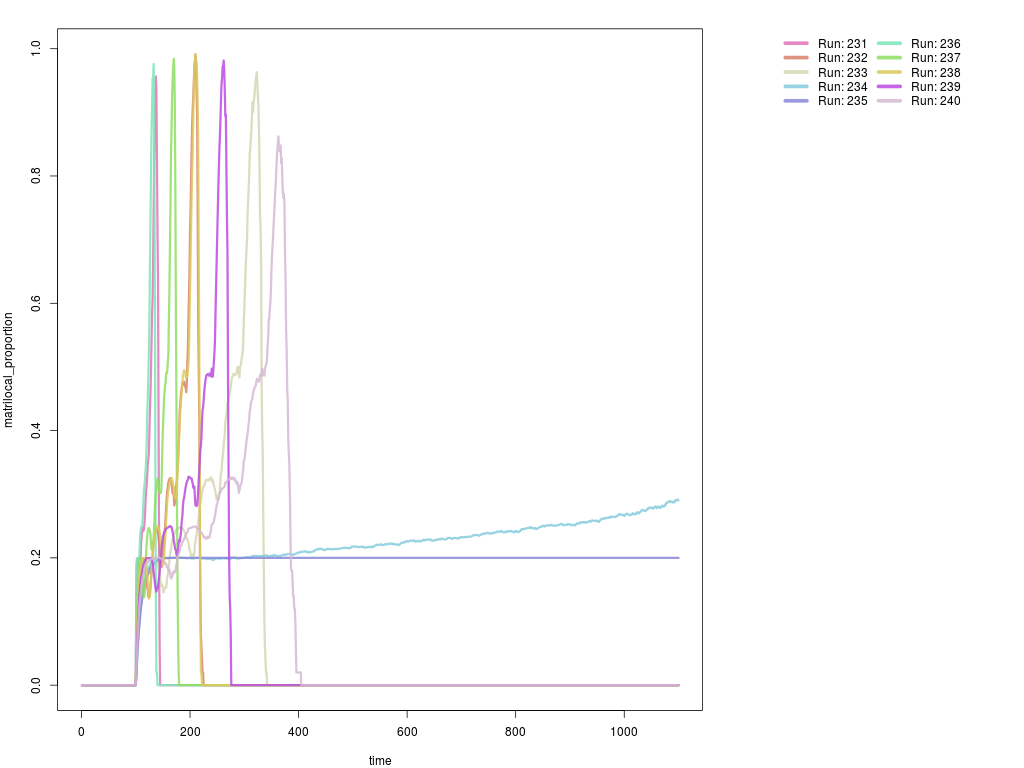 1.0
0.8
0.6
0.4
0.2
0.0
matrilocal_proportion
0 200 400 600 800 1000
time
Run: 231 Run: 236
Run: 232 Run: 237
Run: 233 Run: 238
Run: 234 Run: 239
Run: 235 Run: 240